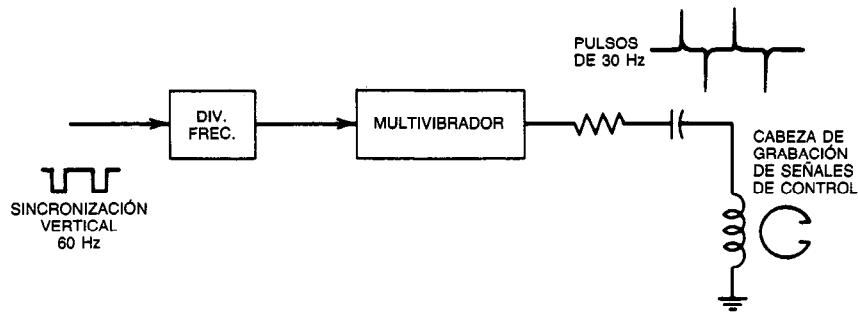 PULSOS
DE 30 Hz
DIV.
FREC.
MULTIVIBRADOR
CABEZA DE
GRABACIÓN
DE SEÑALES
DE CONTROL
SINCRONIZACIÓN
VERTICAL
60 Hz